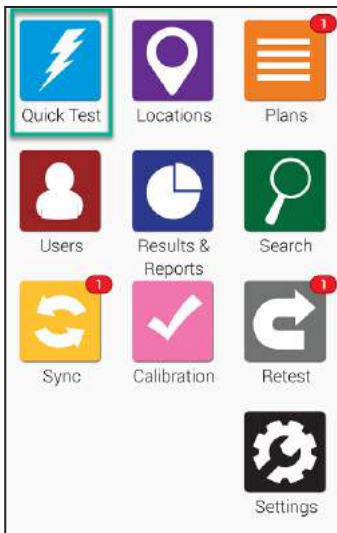 1
Quick Test
Locations
Plans
Users
Results &
Reports
Search
1
1
Sync
Calibration
Retest
Settings